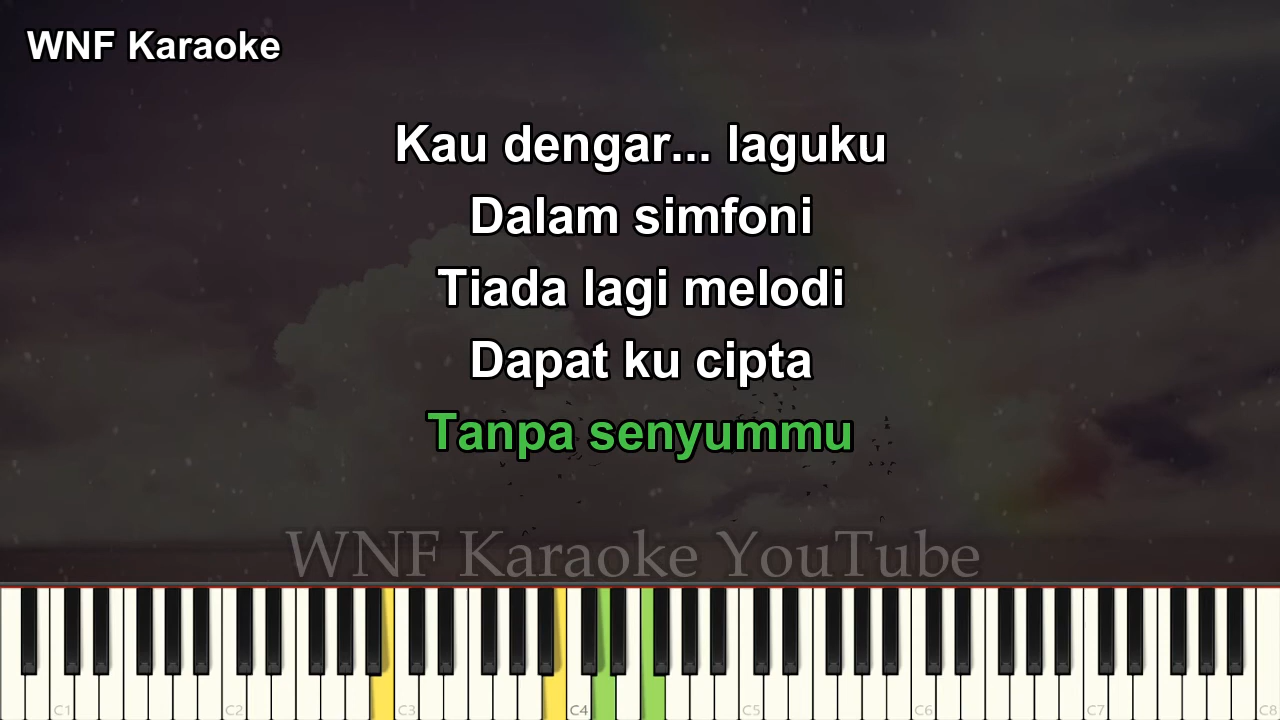 WNF Karaoke
Kau dengar... laguku
Dalam simfoni
Tiada lagi melodi
Dapat ku cipta
Tanpa senyummu
WNF Karaoke YouTube
C1 C2 C3 C4 C5 C6 C7 C8